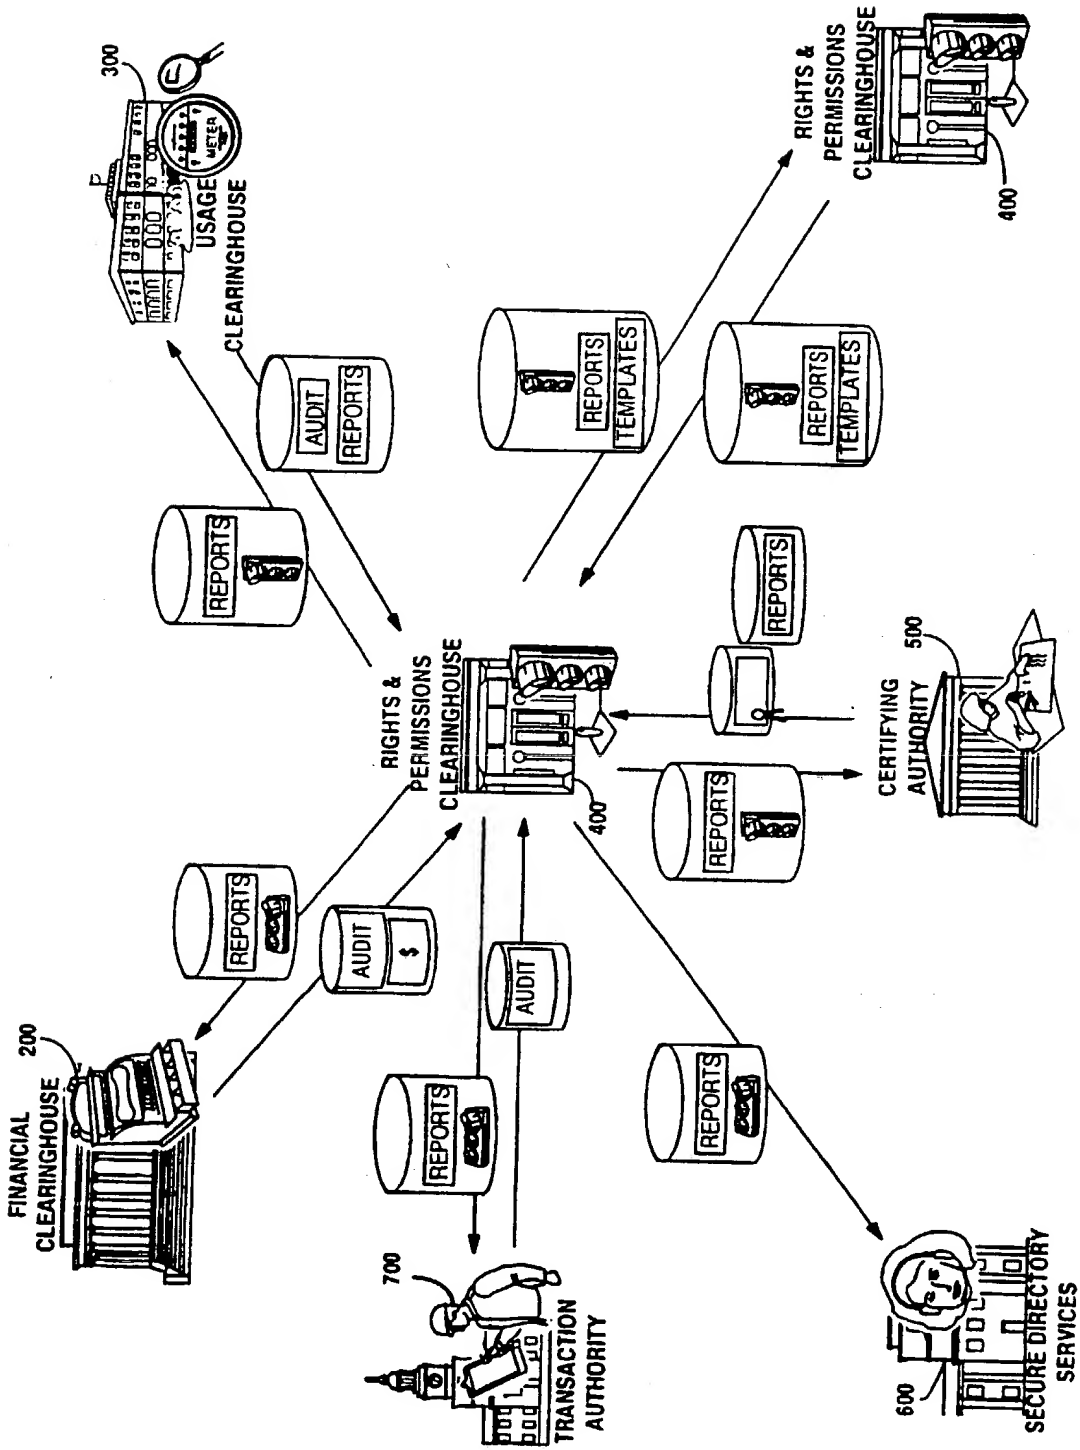 FINANCIAL
CLEARINGHOUSE
200
300
METER
USAGE
CLEARINGHOUSE
REPORTS
REPORTS
AUDIT
REPORTS
AUDIT
$
700
RIGHTS &
PERMISSIONS
CLEARINGHOUSE
400
REPORTS
AUDIT
TRANSACTION
AUTHORITY
REPORTS
TEMPLATES
REPORTS
TEMPLATES
RIGHTS &
PERMISSIONS
CLEARINGHOUSE
400
REPORTS
REPORTS
REPORTS
CERTIFYING
AUTHORITY
500
600
SECURE DIRECTORY
SERVICES